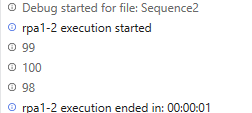 Debug started for file: Sequence2
rpa1-2 execution started
99
100
98
rpa1-2 execution ended in: 00:00:01